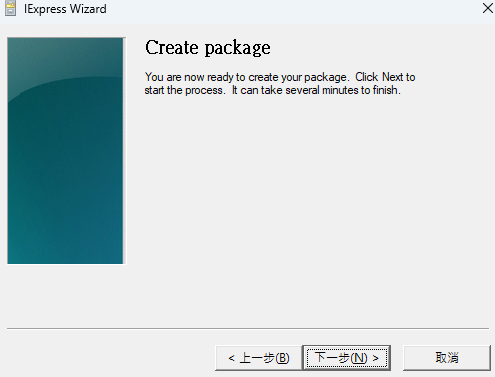 IExpress Wizard
Create package
You are now ready to create your package.  Click Next to
start the process.  It can take several minutes to finish.
< 上一步(B)
下一步(N) >
取消